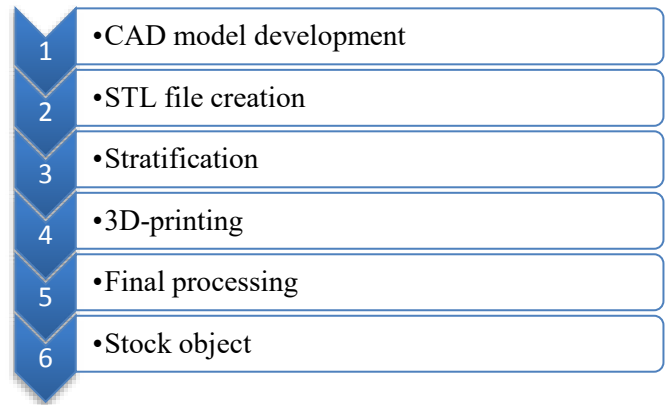 1 •CAD model development
2 •STL file creation
3 •Stratification
4 •3D-printing
5 •Final processing
6 •Stock object